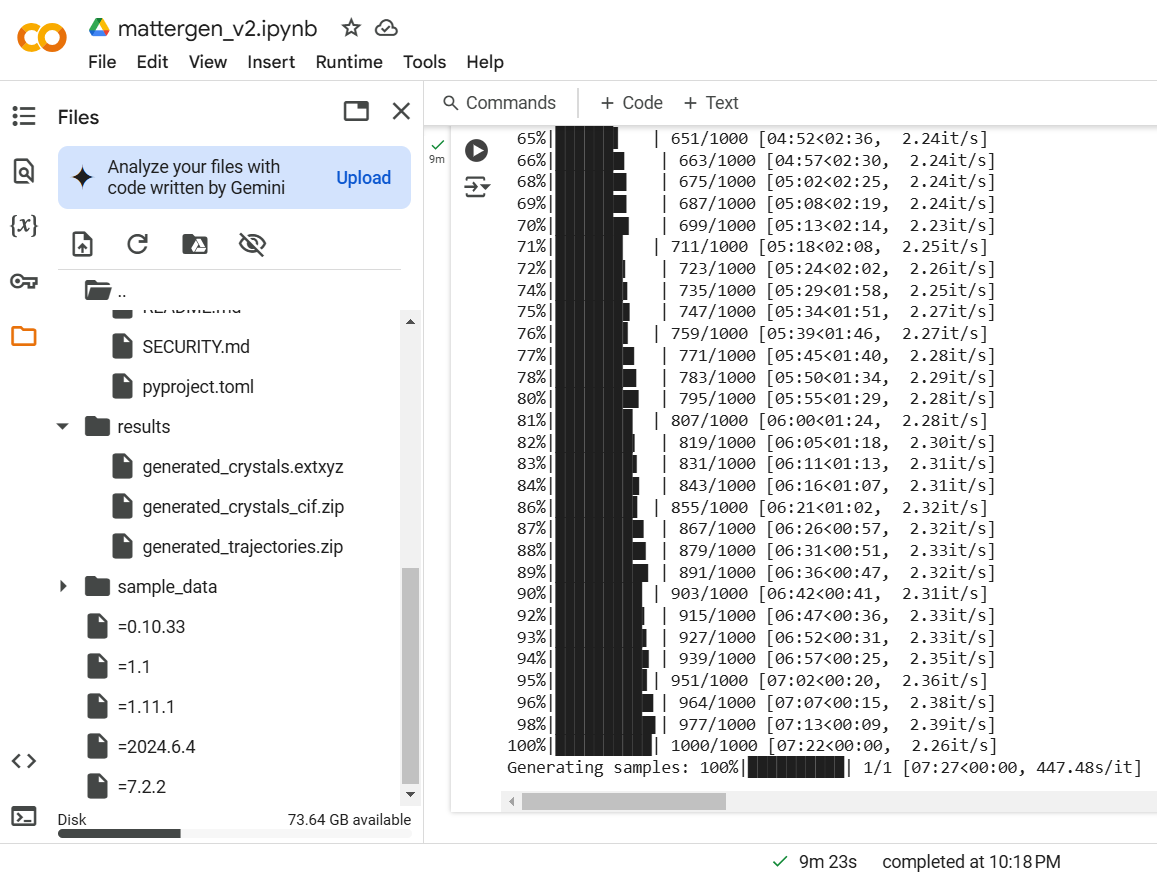 mattergen_v2.ipynb
File Edit View Insert Runtime Tools Help
Files
Commands + Code + Text
Analyze your files with
code written by Gemini
Upload
{x}
..
README.md
SECURITY.md
pyproject.toml
results
generated_crystals.extxyz
generated_crystals_cif.zip
generated_trajectories.zip
sample_data
=0.10.33
=1.1
=1.11.1
=2024.6.4
=7.2.2
Disk 73.64 GB available
9m
65%| | 651/1000 [04:52<02:36, 2.24it/s]
66%| | 663/1000 [04:57<02:30, 2.24it/s]
68%| | 675/1000 [05:02<02:25, 2.24it/s]
69%| | 687/1000 [05:08<02:19, 2.24it/s]
70%| | 699/1000 [05:13<02:14, 2.23it/s]
71%| | 711/1000 [05:18<02:08, 2.25it/s]
72%| | 723/1000 [05:24<02:02, 2.26it/s]
74%| | 735/1000 [05:29<01:58, 2.25it/s]
75%| | 747/1000 [05:34<01:51, 2.27it/s]
76%| | 759/1000 [05:39<01:46, 2.27it/s]
77%| | 771/1000 [05:45<01:40, 2.28it/s]
78%| | 783/1000 [05:50<01:34, 2.29it/s]
80%| | 795/1000 [05:55<01:29, 2.28it/s]
81%| | 807/1000 [06:00<01:24, 2.28it/s]
82%| | 819/1000 [06:05<01:18, 2.30it/s]
83%| | 831/1000 [06:11<01:13, 2.31it/s]
84%| | 843/1000 [06:16<01:07, 2.31it/s]
86%| | 855/1000 [06:21<01:02, 2.32it/s]
87%| | 867/1000 [06:26<00:57, 2.32it/s]
88%| | 879/1000 [06:31<00:51, 2.33it/s]
89%| | 891/1000 [06:36<00:47, 2.32it/s]
90%| | 903/1000 [06:42<00:41, 2.31it/s]
92%| | 915/1000 [06:47<00:36, 2.33it/s]
93%| | 927/1000 [06:52<00:31, 2.33it/s]
94%| | 939/1000 [06:57<00:25, 2.35it/s]
95%| | 951/1000 [07:02<00:20, 2.36it/s]
96%| | 964/1000 [07:07<00:15, 2.38it/s]
98%| | 977/1000 [07:13<00:09, 2.39it/s]
100%| | 1000/1000 [07:22<00:00, 2.26it/s]
Generating samples: 100%| | 1/1 [07:27<00:00, 447.48s/it]
9m 23s completed at 10:18 PM